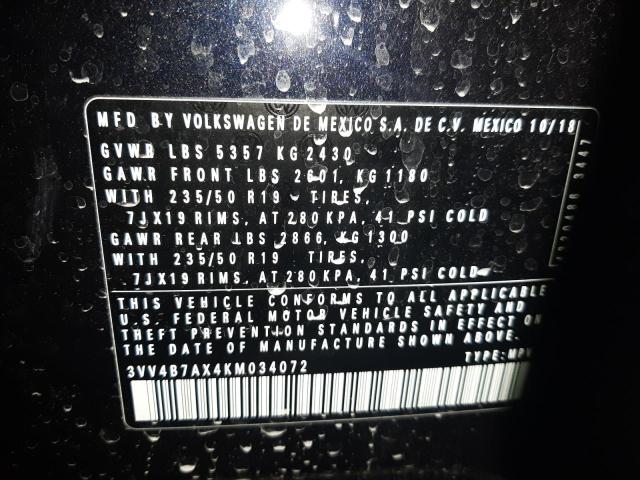 MFD BY VOLKSWAGEN DE MEXICO S.A. DE C.V. MEXICO 10/18
GVWR LBS 5357 KG 2430
GAWR FRONT LBS 2601, KG 1180
WITH 235/50 R19 TIRES,
7JX19 RIMS, AT 280 KPA, 41 PSI COLD
GAWR REAR LBS 2866, KG 1300
WITH 235/50 R19 TIRES,
7JX19 RIMS, AT 280 KPA, 41 PSI COLD
THIS VEHICLE CONFORMS TO ALL APPLICABLE
U.S. FEDERAL MOTOR VEHICLE SAFETY AND
THEFT PREVENTION STANDARDS IN EFFECT ON
THE DATE OF MANUFACTURE SHOWN ABOVE.
3VV4B7AX4KM034072
TYPE: MPV
3447